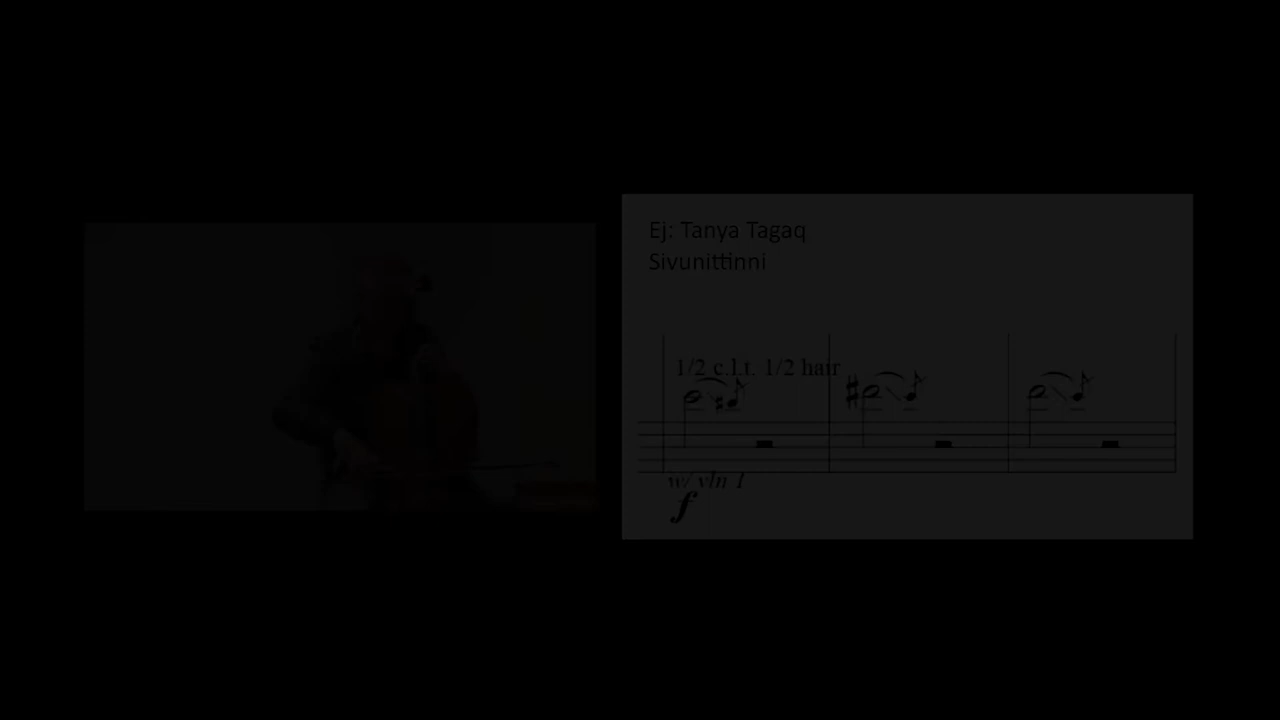 Ej: Tanya Tagaq
Sivunittinni
1/2 c.l.t. 1/2 hair
w/ vln 1
f